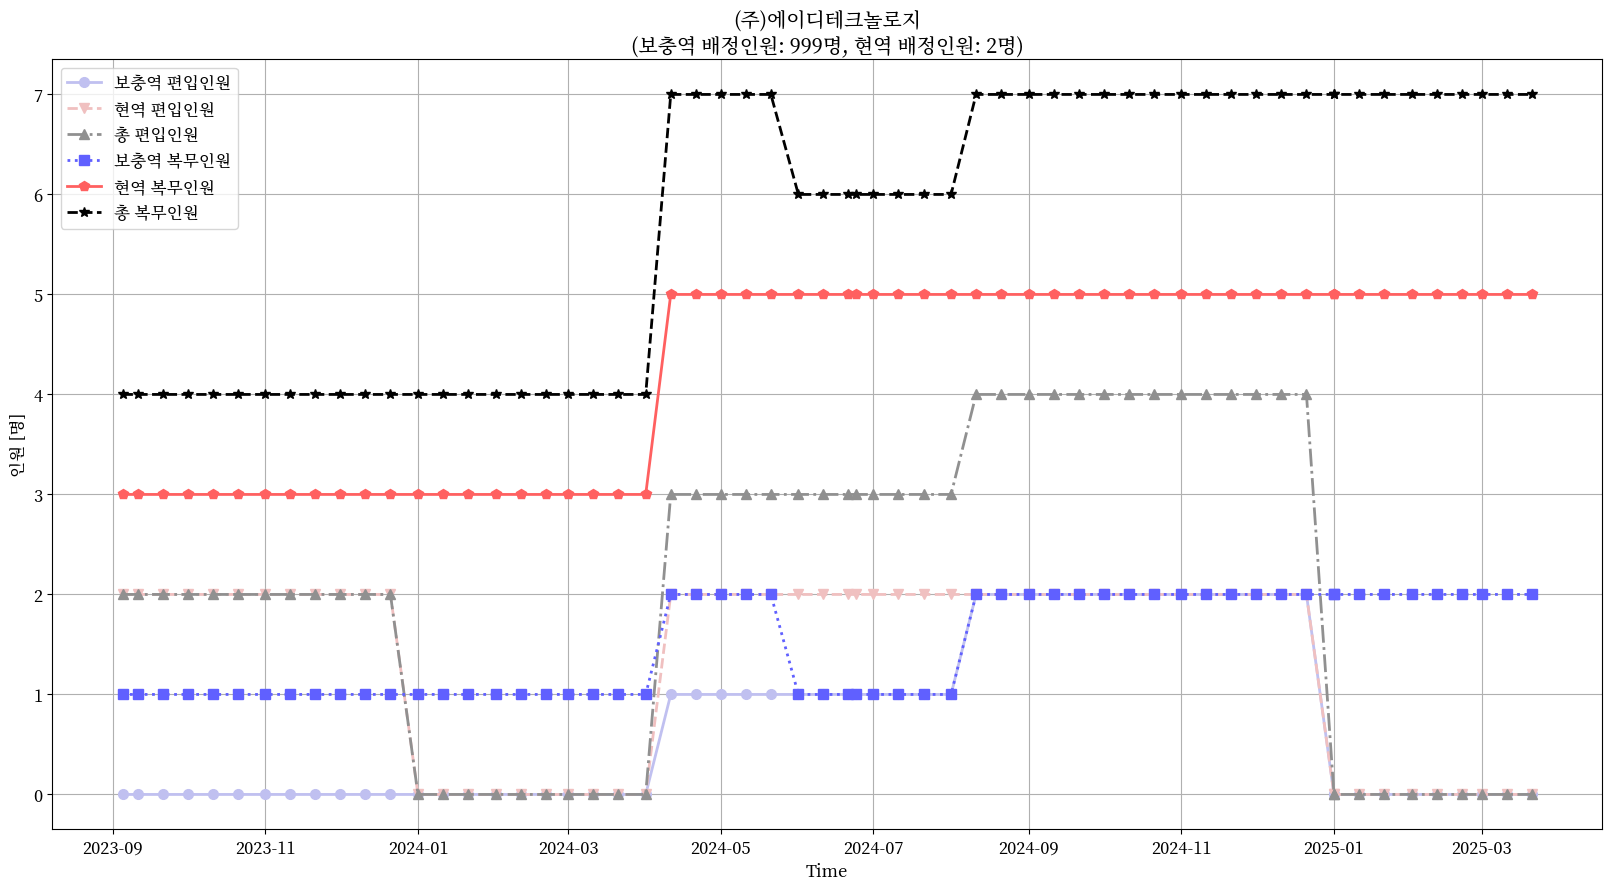 (주)에이디테크놀로지
(보충역 배정인원: 999명, 현역 배정인원: 2명)
보충역 편입인원
현역 편입인원
총 편입인원
보충역 복무인원
현역 복무인원
총 복무인원
7
6
5
4
3
2
1
0
인원 [명]
2023-09
2023-11
2024-01
2024-03
2024-05
2024-07
2024-09
2024-11
2025-01
2025-03
Time